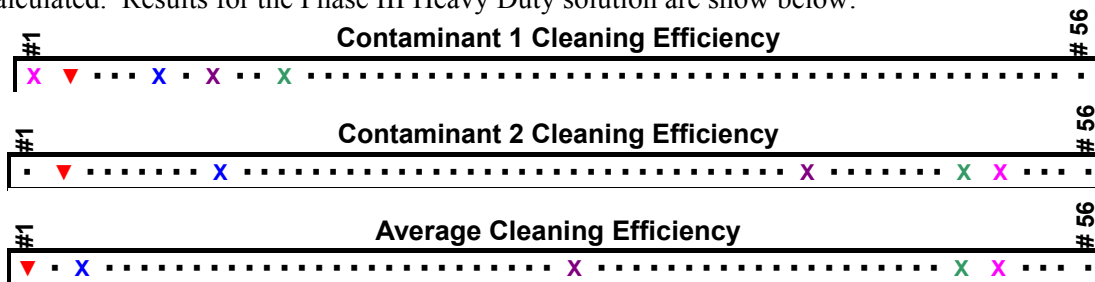 alculated. Results for the Phase III Heavy Duty solution are show below:
#1
Contaminant 1 Cleaning Efficiency
# 56
X ▼ X X X
#1
Contaminant 2 Cleaning Efficiency
# 56
▼ X X X X
#1
Average Cleaning Efficiency
# 56
▼ X X X X